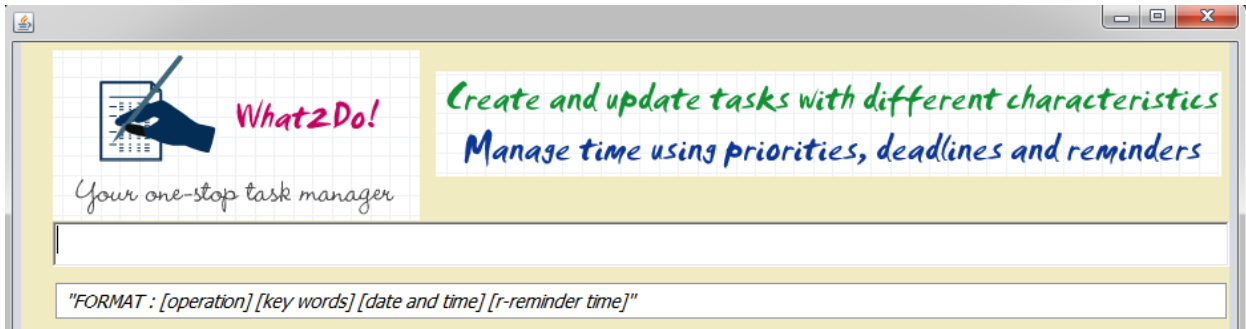 What2Do!
Your one-stop task manager
Create and update tasks with different characteristics
Manage time using priorities, deadlines and reminders
"FORMAT : [operation] [key words] [date and time] [r-reminder time]"